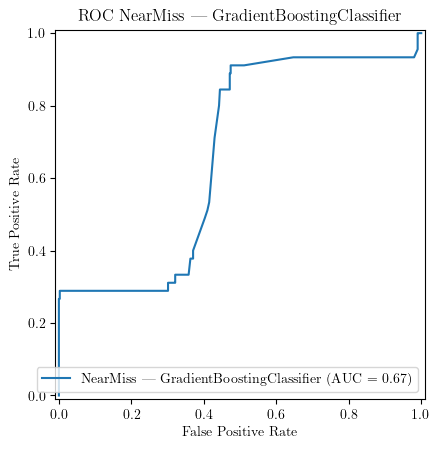 ROC NearMiss — GradientBoostingClassifier
1.0
0.8
0.6
0.4
0.2
0.0
True Positive Rate
NearMiss — GradientBoostingClassifier (AUC = 0.67)
0.0 0.2 0.4 0.6 0.8 1.0
False Positive Rate